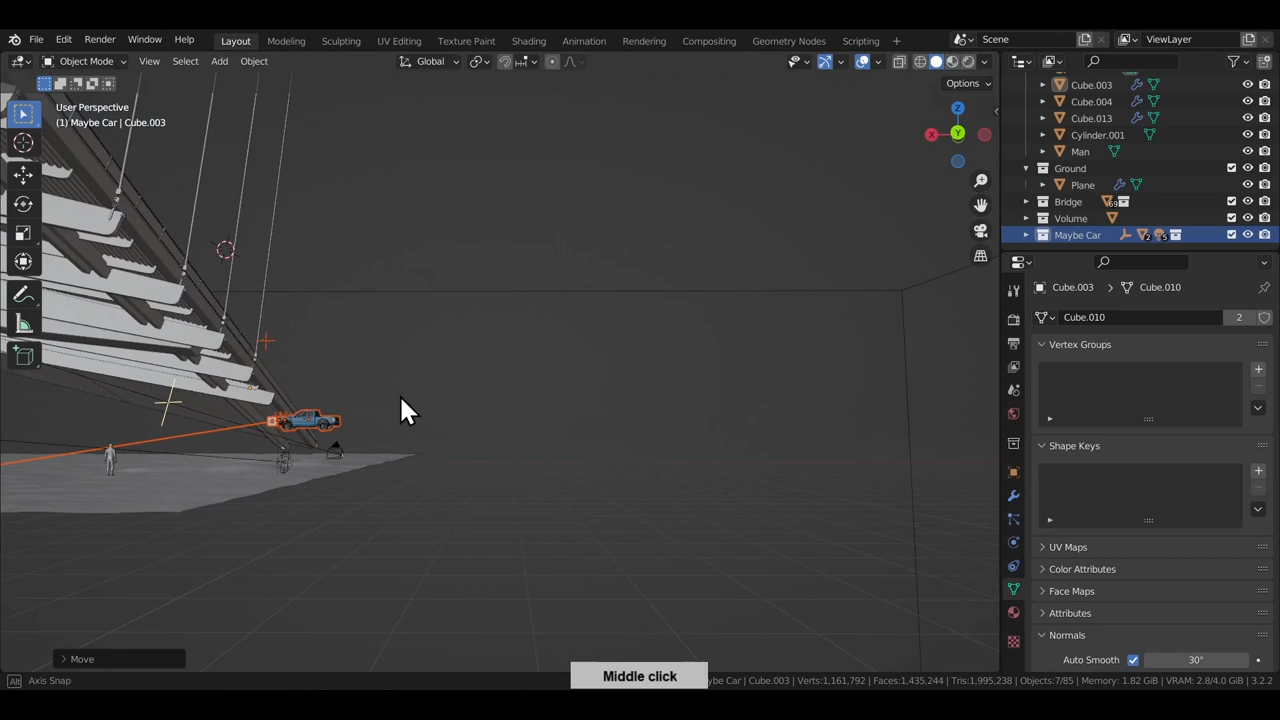 File Edit Render Window Help Layout Modeling Sculpting UV Editing Texture Paint Shading Animation Rendering Compositing Geometry Nodes Scripting + Scene ViewLayer
Object Mode View Select Add Object Global
Options
User Perspective
(1) Maybe Car | Cube.003
Z
X
Y
Cube.003
Cube.004
Cube.013
Cylinder.001
Man
Ground
Plane
Bridge 69
Volume
Maybe Car 2 5
Cube.003 > Cube.010
Cube.010 2
Vertex Groups
Shape Keys
UV Maps
Color Attributes
Face Maps
Attributes
Normals
Auto Smooth 30°
> Move
Middle click
Alt Axis Snap
ybe Car | Cube.003 | Verts:1,161,792 | Faces:1,435,244 | Tris:1,995,238 | Objects:7/85 | Memory: 1.82 GiB | VRAM: 2.8/4.0 GiB | 3.2.2